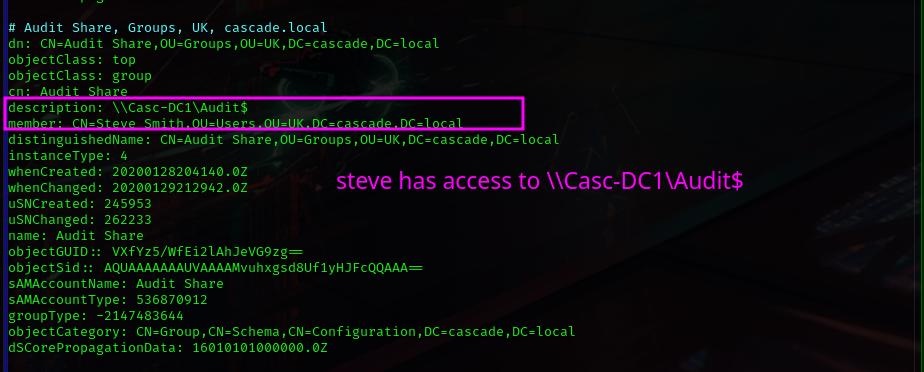 # Audit Share, Groups, UK, cascade.local
dn: CN=Audit Share,OU=Groups,OU=UK,DC=cascade,DC=local
objectClass: top
objectClass: group
cn: Audit Share
description: \\Casc-DC1\Audit$
member: CN=Steve Smith,OU=Users,OU=UK,DC=cascade,DC=local
distinguishedName: CN=Audit Share,OU=Groups,OU=UK,DC=cascade,DC=local
instanceType: 4
whenCreated: 20200128204140.0Z
whenChanged: 20200129212942.0Z
steve has access to \\Casc-DC1\Audit$
uSNCreated: 245953
uSNChanged: 262233
name: Audit Share
objectGUID:: VXfYz5/WfEi2lAhJeVG9zg==
objectSid:: AQUAAAAAAAUVAAAAMvuhxgsd8Uf1yHJFcQQAAA==
sAMAccountName: Audit Share
sAMAccountType: 536870912
groupType: -2147483644
objectCategory: CN=Group,CN=Schema,CN=Configuration,DC=cascade,DC=local
dSCorePropagationData: 16010101000000.0Z